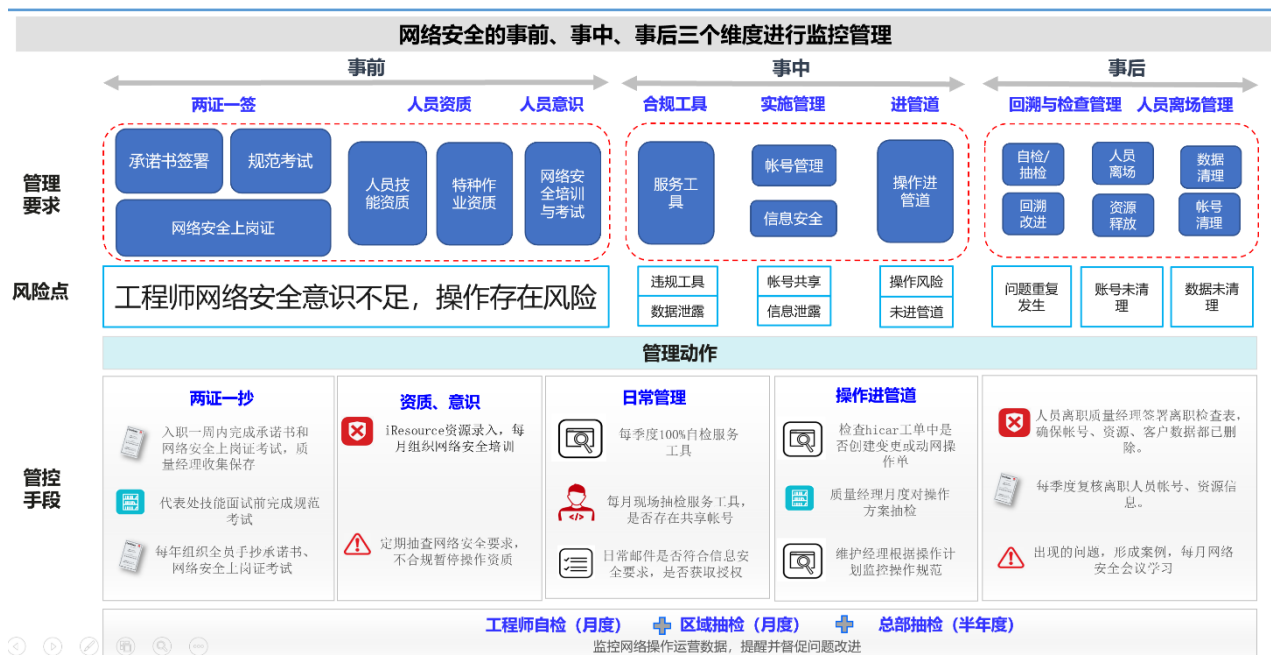 网络安全的事前、事中、事后三个维度进行监控管理
事前
事中
事后
两证一签
人员资质
人员意识
合规工具
实施管理
进管道
回溯与检查管理
人员离场管理
管理
要求
承诺书签署
规范考试
网络安全上岗证
人员技
能资质
特种作
业资质
网络安
全培训
与考试
服务工
具
帐号管理
信息安全
操作进
管道
自检/
抽检
人员
离场
数据
清理
回溯
改进
资源
释放
帐号
清理
风险点
工程师网络安全意识不足，操作存在风险
违规工具
数据泄露
帐号共享
信息泄露
操作风险
未进管道
问题重复
发生
账号未清
理
数据未清
理
管理动作
管控
手段
两证一抄
入职一周内完成承诺书和
网络安全上岗证考试，质
量经理收集保存
代表处技能面试前完成规范
考试
每年组织全员手抄承诺书、
网络安全上岗证考试
资质、意识
iResource资源录入，每
月组织网络安全培训
定期抽查网络安全要求，
不合规暂停操作资质
日常管理
每季度100%自检服务
工具
每月现场抽检服务工具，
是否存在共享帐号
日常邮件是否符合信息安
全要求，是否获取授权
操作进管道
检查hicar工单中是
否创建变更或动网操
作单
质量经理月度对操作
方案抽检
维护经理根据操作计
划监控操作规范
人员离职质量经理签署离职检查表，
确保帐号、资源、客户数据都已删
除。
每季度复核离职人员帐号、资源信
息。
出现的问题，形成案例，每月网络
安全会议学习
工程师自检（月度） 区域抽检（月度） 总部抽检（半年度）
监控网络操作运营数据，提醒并督促问题改进